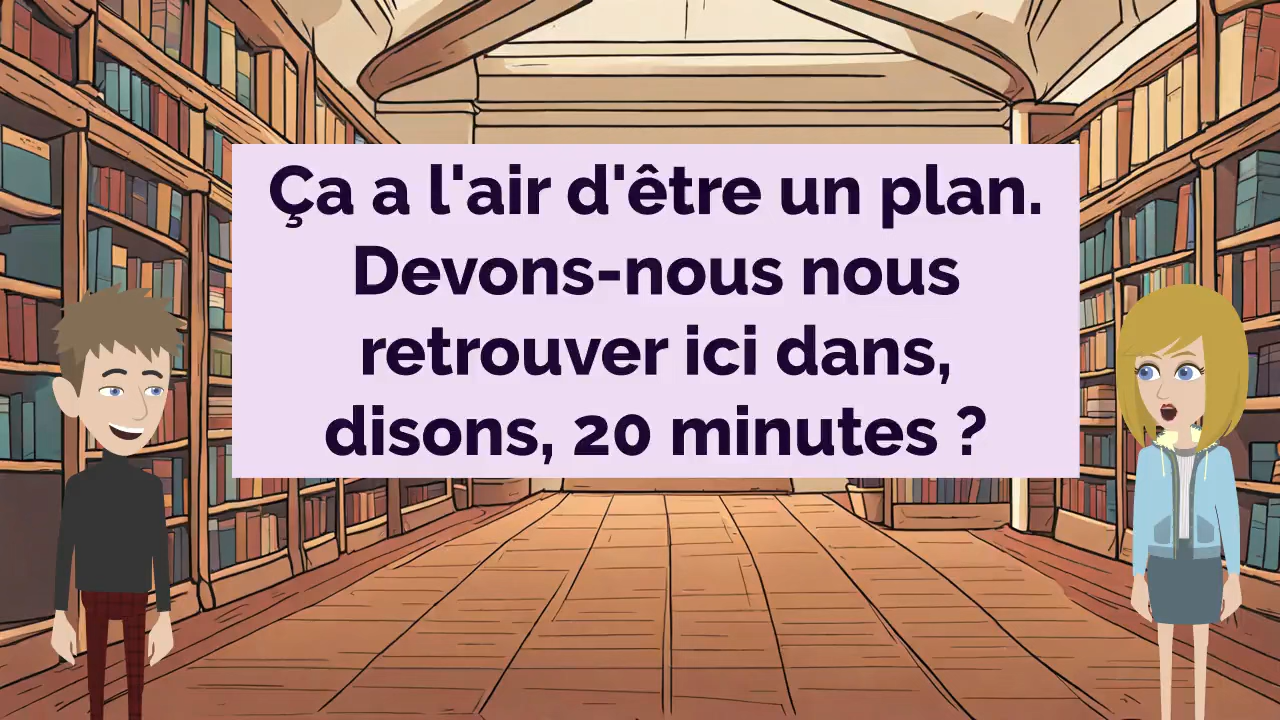 Ça a l'air d'être un plan.
Devons-nous nous
retrouver ici dans,
disons, 20 minutes ?